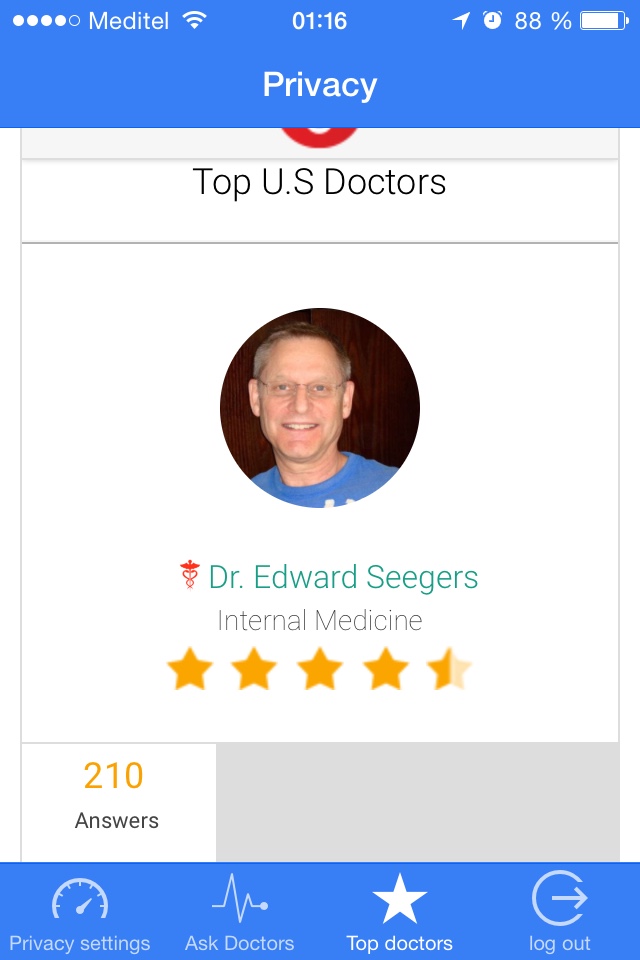 Meditel 01:16 88 %
Privacy
Top U.S Doctors
Dr. Edward Seegers
Internal Medicine
210
Answers
Privacy settings Ask Doctors Top doctors log out